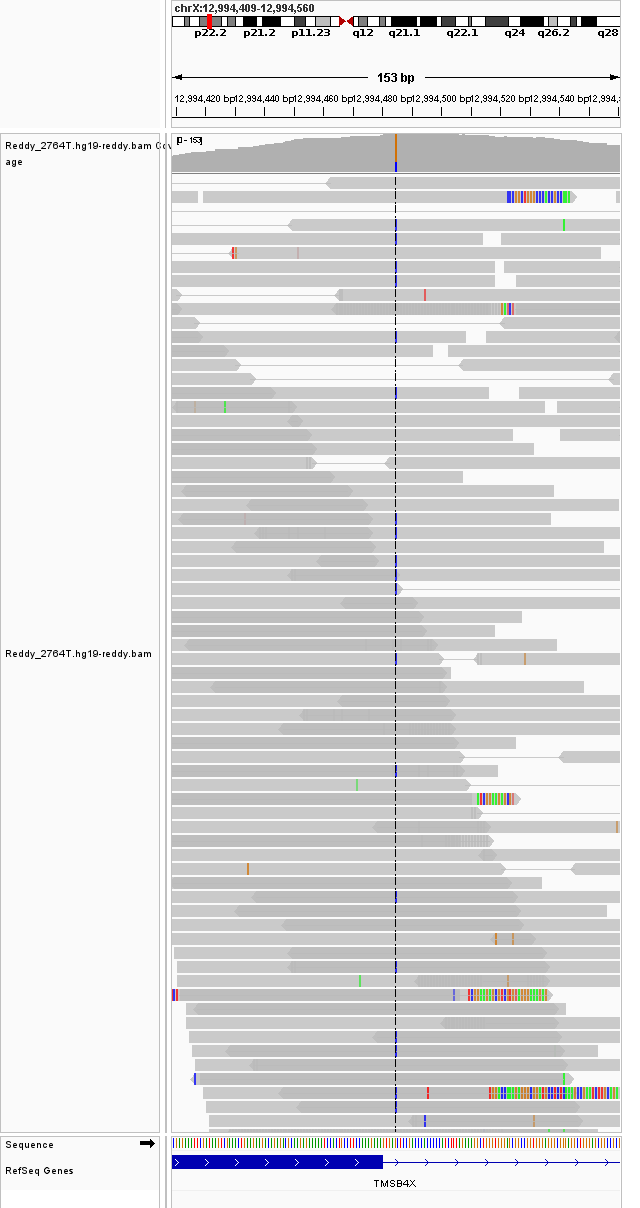 chrX:12,994,409-12,994,560
p22.2 p21.2 p11.23 q12 q21.1 q22.1 q24 q26.2 q28
153 bp
12,994,420 bp 12,994,440 bp 12,994,460 bp 12,994,480 bp 12,994,500 bp 12,994,520 bp 12,994,540 bp
[0 - 153]
Reddy_2764T.hg19-reddy.bam Cov
age
Reddy_2764T.hg19-reddy.bam
Sequence
RefSeq Genes
TMSB4X